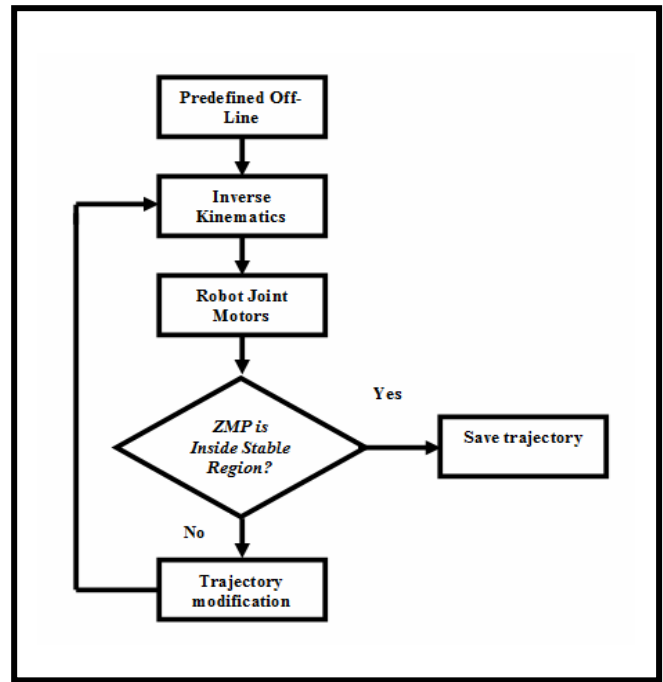 Predefined Off-
Line
Inverse
Kinematics
Robot Joint
Motors
ZMP is
Inside Stable
Region?
Yes
Save trajectory
No
Trajectory
modification